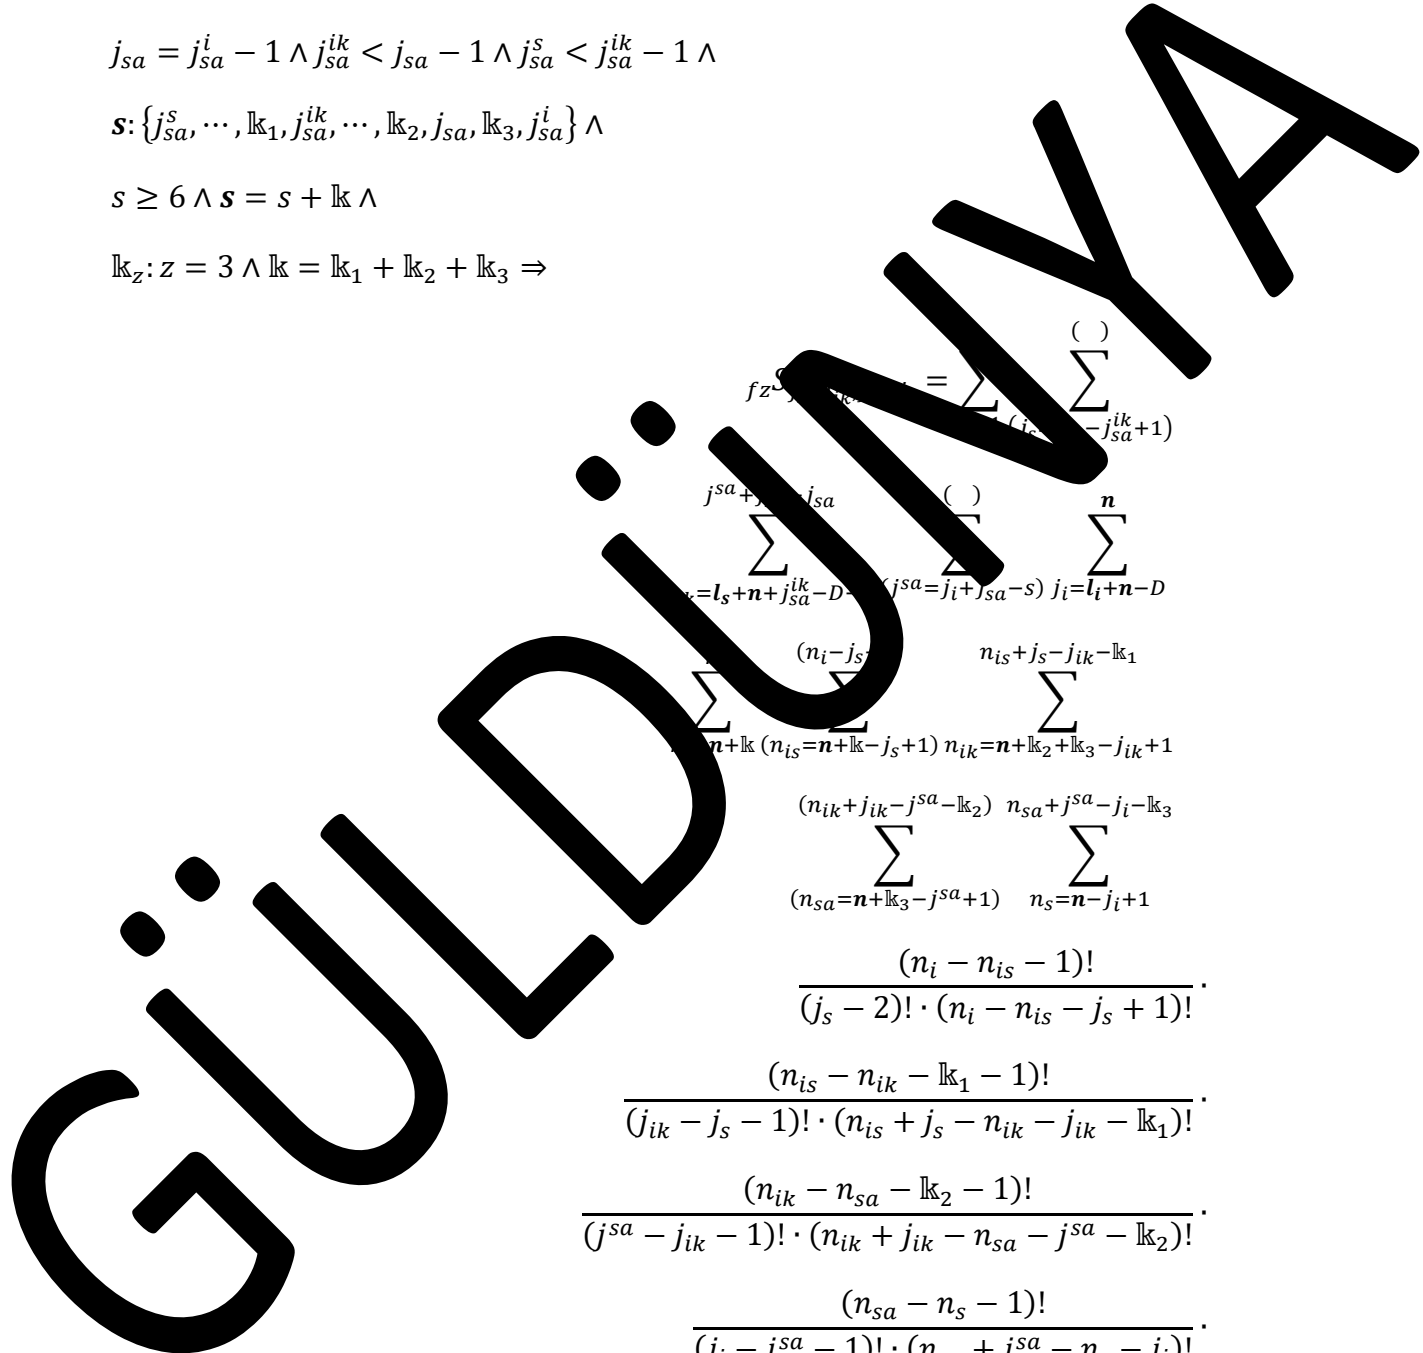 j_{sa} = j_{sa}^{i} − 1 ∧ j_{sa}^{ik} < j_{sa} − 1 ∧ j_{sa}^{s} < j_{sa}^{ik} − 1 ∧
𝒔: {j_{sa}^{s}, ⋯, 𝕜_1, j_{sa}^{ik}, ⋯, 𝕜_2, j_{sa}, 𝕜_3, j_{sa}^{i}} ∧
s ≥ 6 ∧ 𝒔 = s + 𝕜 ∧
𝕜_z: z = 3 ∧ 𝕜 = 𝕜_1 + 𝕜_2 + 𝕜_3 ⇒
( )
_{fz} = ∑ ∑
−j_{sa}^{ik}+1)
( ) 𝒏
∑ ∑ ∑
=𝒍_𝒔+𝒏+j_{sa}^{ik}−D (j^{sa}=j_i+j_{sa}−s) j_i=𝒍_𝒊+𝒏−D
(n_i−j_s n_{is}+j_s−j_{ik}−𝕜_1
∑ ∑ ∑
𝒏+𝕜 (n_{is}=𝒏+𝕜−j_s+1) n_{ik}=𝒏+𝕜_2+𝕜_3−j_{ik}+1
(n_{ik}+j_{ik}−j^{sa}−𝕜_2) n_{sa}+j^{sa}−j_i−𝕜_3
∑ ∑
(n_{sa}=𝒏+𝕜_3−j^{sa}+1) n_s=𝒏−j_i+1
(n_i − n_{is} − 1)!
(j_s − 2)! · (n_i − n_{is} − j_s + 1)! ·
(n_{is} − n_{ik} − 𝕜_1 − 1)!
(j_{ik} − j_s − 1)! · (n_{is} + j_s − n_{ik} − j_{ik} − 𝕜_1)! ·
(n_{ik} − n_{sa} − 𝕜_2 − 1)!
(j^{sa} − j_{ik} − 1)! · (n_{ik} + j_{ik} − n_{sa} − j^{sa} − 𝕜_2)! ·
(n_{sa} − n_s − 1)!
− j^{sa} − 1)! · (n + j^{sa} − n − j )! ·
GÜLDÜNYA